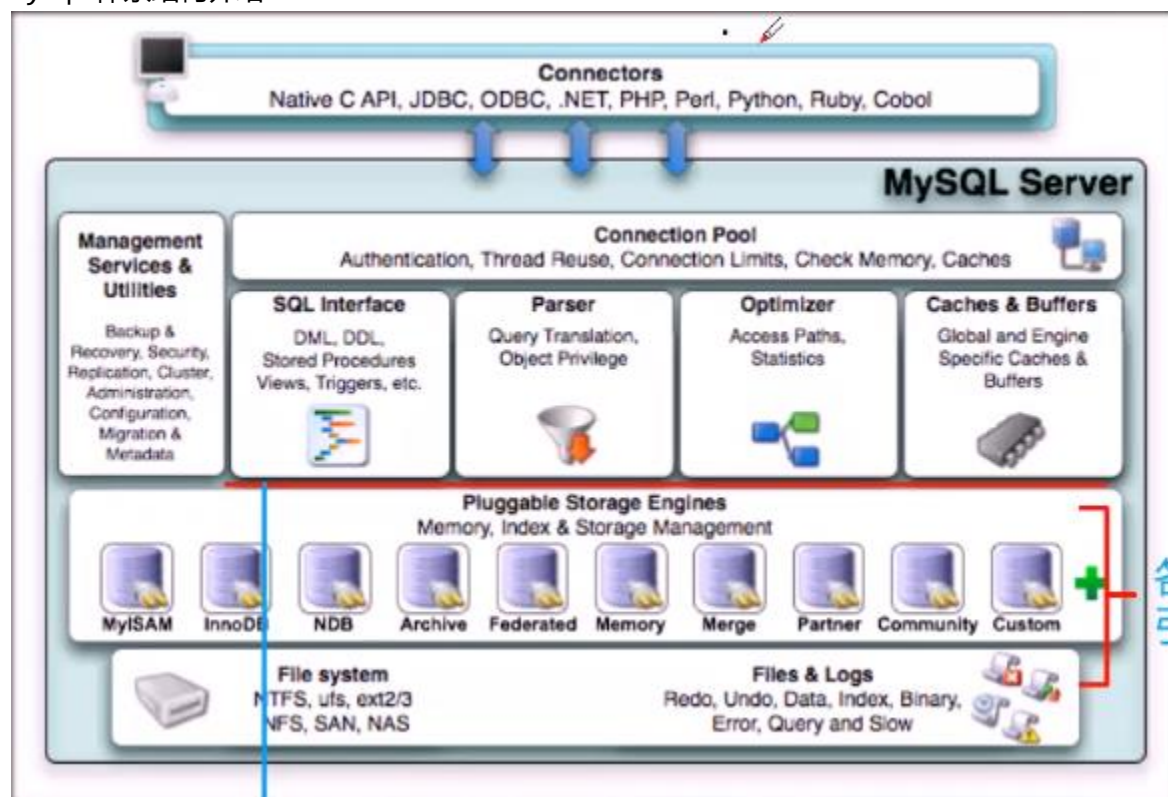 Connectors
Native C API, JDBC, ODBC, .NET, PHP, Perl, Python, Ruby, Cobol
MySQL Server
Management
Services &
Utilities
Backup &
Recovery, Security,
Replication, Cluster,
Administration,
Configuration,
Migration &
Metadata
Connection Pool
Authentication, Thread Reuse, Connection Limits, Check Memory, Caches
SQL Interface
DML, DDL,
Stored Procedures
Views, Triggers, etc.
Parser
Query Translation,
Object Privilege
Optimizer
Access Paths,
Statistics
Caches & Buffers
Global and Engine
Specific Caches &
Buffers
Pluggable Storage Engines
Memory, Index & Storage Management
MyISAM InnoDB NDB Archive Federated Memory Merge Partner Community Custom
File system
NTFS, ufs, ext2/3
NFS, SAN, NAS
Files & Logs
Redo, Undo, Data, Index, Binary,
Error, Query and Slow